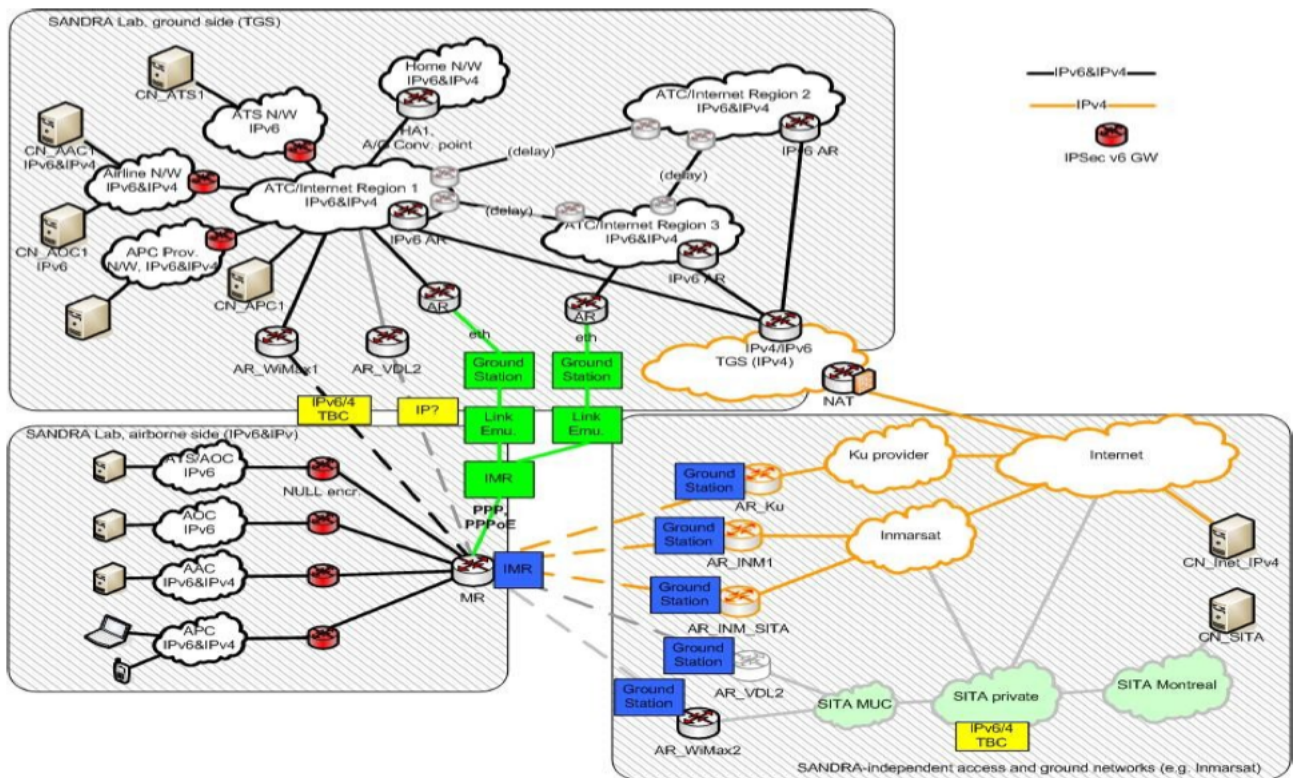 SANDRA Lab, ground side (TGS)
CN_ATS1
ATS N/W
IPv6
Home N/W
IPv6&IPv4
HA1,
A/G Conv. point
ATC/Internet Region 2
IPv6&IPv4
IPv6 AR
IPv6&IPv4
IPv4
IPSec v6 GW
CN_AAC1
IPv6&IPv4
Airline N/W
IPv6&IPv4
CN_AOC1
IPv6
ATC/Internet Region 1
IPv6&IPv4
IPv6 AR
(delay)
(delay)
(delay)
ATC/Internet Region 3
IPv6&IPv4
IPv6 AR
APC Prov.
N/W, IPv6&IPv4
CN_APC1
AR_WiMax1
AR_VDL2
AR
eth
AR
eth
IPv4/IPv6
TGS (IPv4)
NAT
Ground
Station
Ground
Station
IPv6/4
TBC
IP?
Link
Emu.
Link
Emu.
IMR
PPP,
PPPoE
SANDRA Lab, airborne side (IPv6&IPv)
ATS/AOC
IPv6
NULL encr.
AOC
IPv6
AAC
IPv6&IPv4
APC
IPv6&IPv4
MR
IMR
Ground
Station
AR_Ku
Ku provider
Internet
Ground
Station
AR_INM1
Inmarsat
Ground
Station
AR_INM_SITA
CN_Inet_IPv4
CN_SITA
Ground
Station
AR_VDL2
Ground
Station
AR_WiMax2
SITA MUC
SITA private
IPv6/4
TBC
SITA Montreal
SANDRA-independent access and ground networks (e.g. Inmarsat)